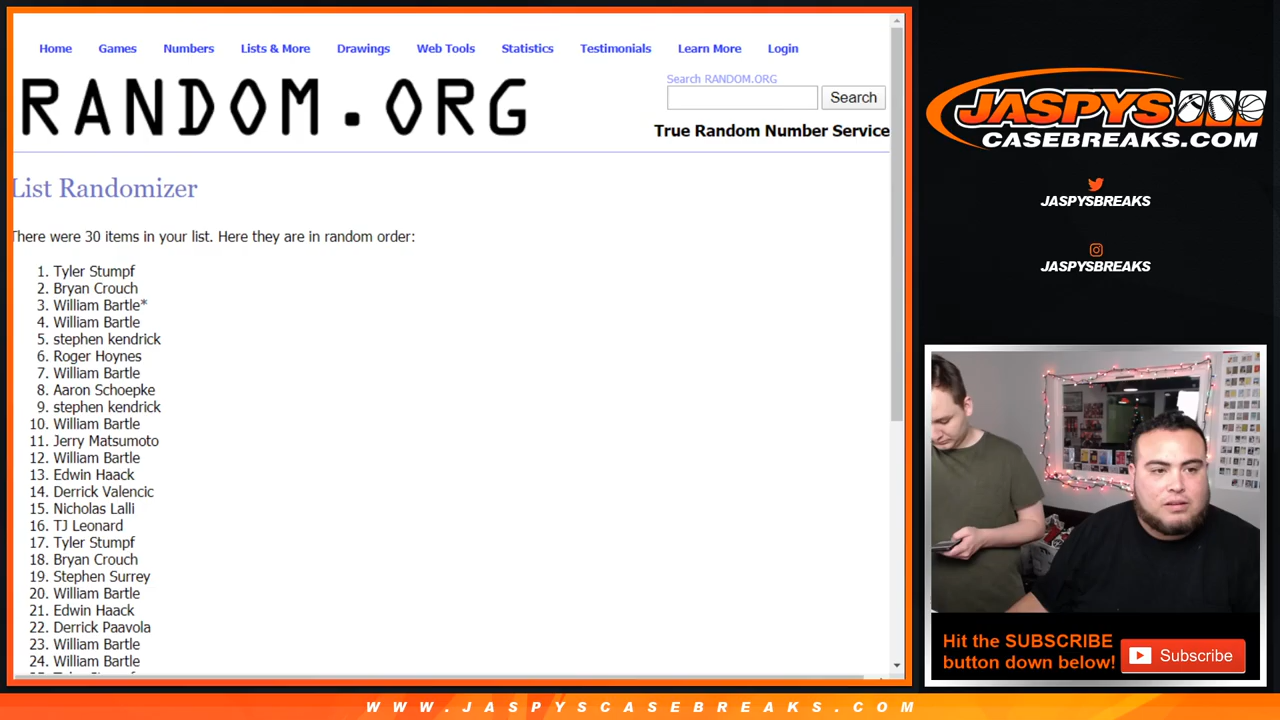 Home Games Numbers Lists & More Drawings Web Tools Statistics Testimonials Learn More Login
RANDOM.ORG
Search RANDOM.ORG
Search
True Random Number Service
List Randomizer
There were 30 items in your list. Here they are in random order:
1. Tyler Stumpf
2. Bryan Crouch
3. William Bartle*
4. William Bartle
5. stephen kendrick
6. Roger Hoynes
7. William Bartle
8. Aaron Schoepke
9. stephen kendrick
10. William Bartle
11. Jerry Matsumoto
12. William Bartle
13. Edwin Haack
14. Derrick Valencic
15. Nicholas Lalli
16. TJ Leonard
17. Tyler Stumpf
18. Bryan Crouch
19. Stephen Surrey
20. William Bartle
21. Edwin Haack
22. Derrick Paavola
23. William Bartle
24. William Bartle
JASPYS
CASEBREAKS.COM
JASPYSBREAKS
JASPYSBREAKS
Hit the SUBSCRIBE
button down below!
Subscribe
WWW.JASPYSCASEBREAKS.COM